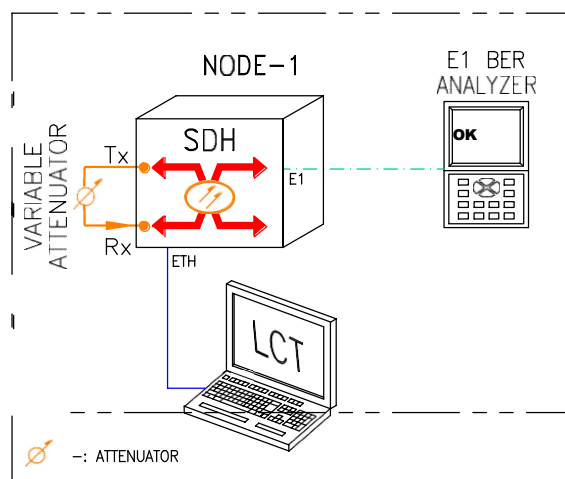 NODE-1
E1 BER
ANALYZER
OK
SDH
Tx
VARIABLE
ATTENUATOR
E1
Rx
ETH
LCT
-: ATTENUATOR